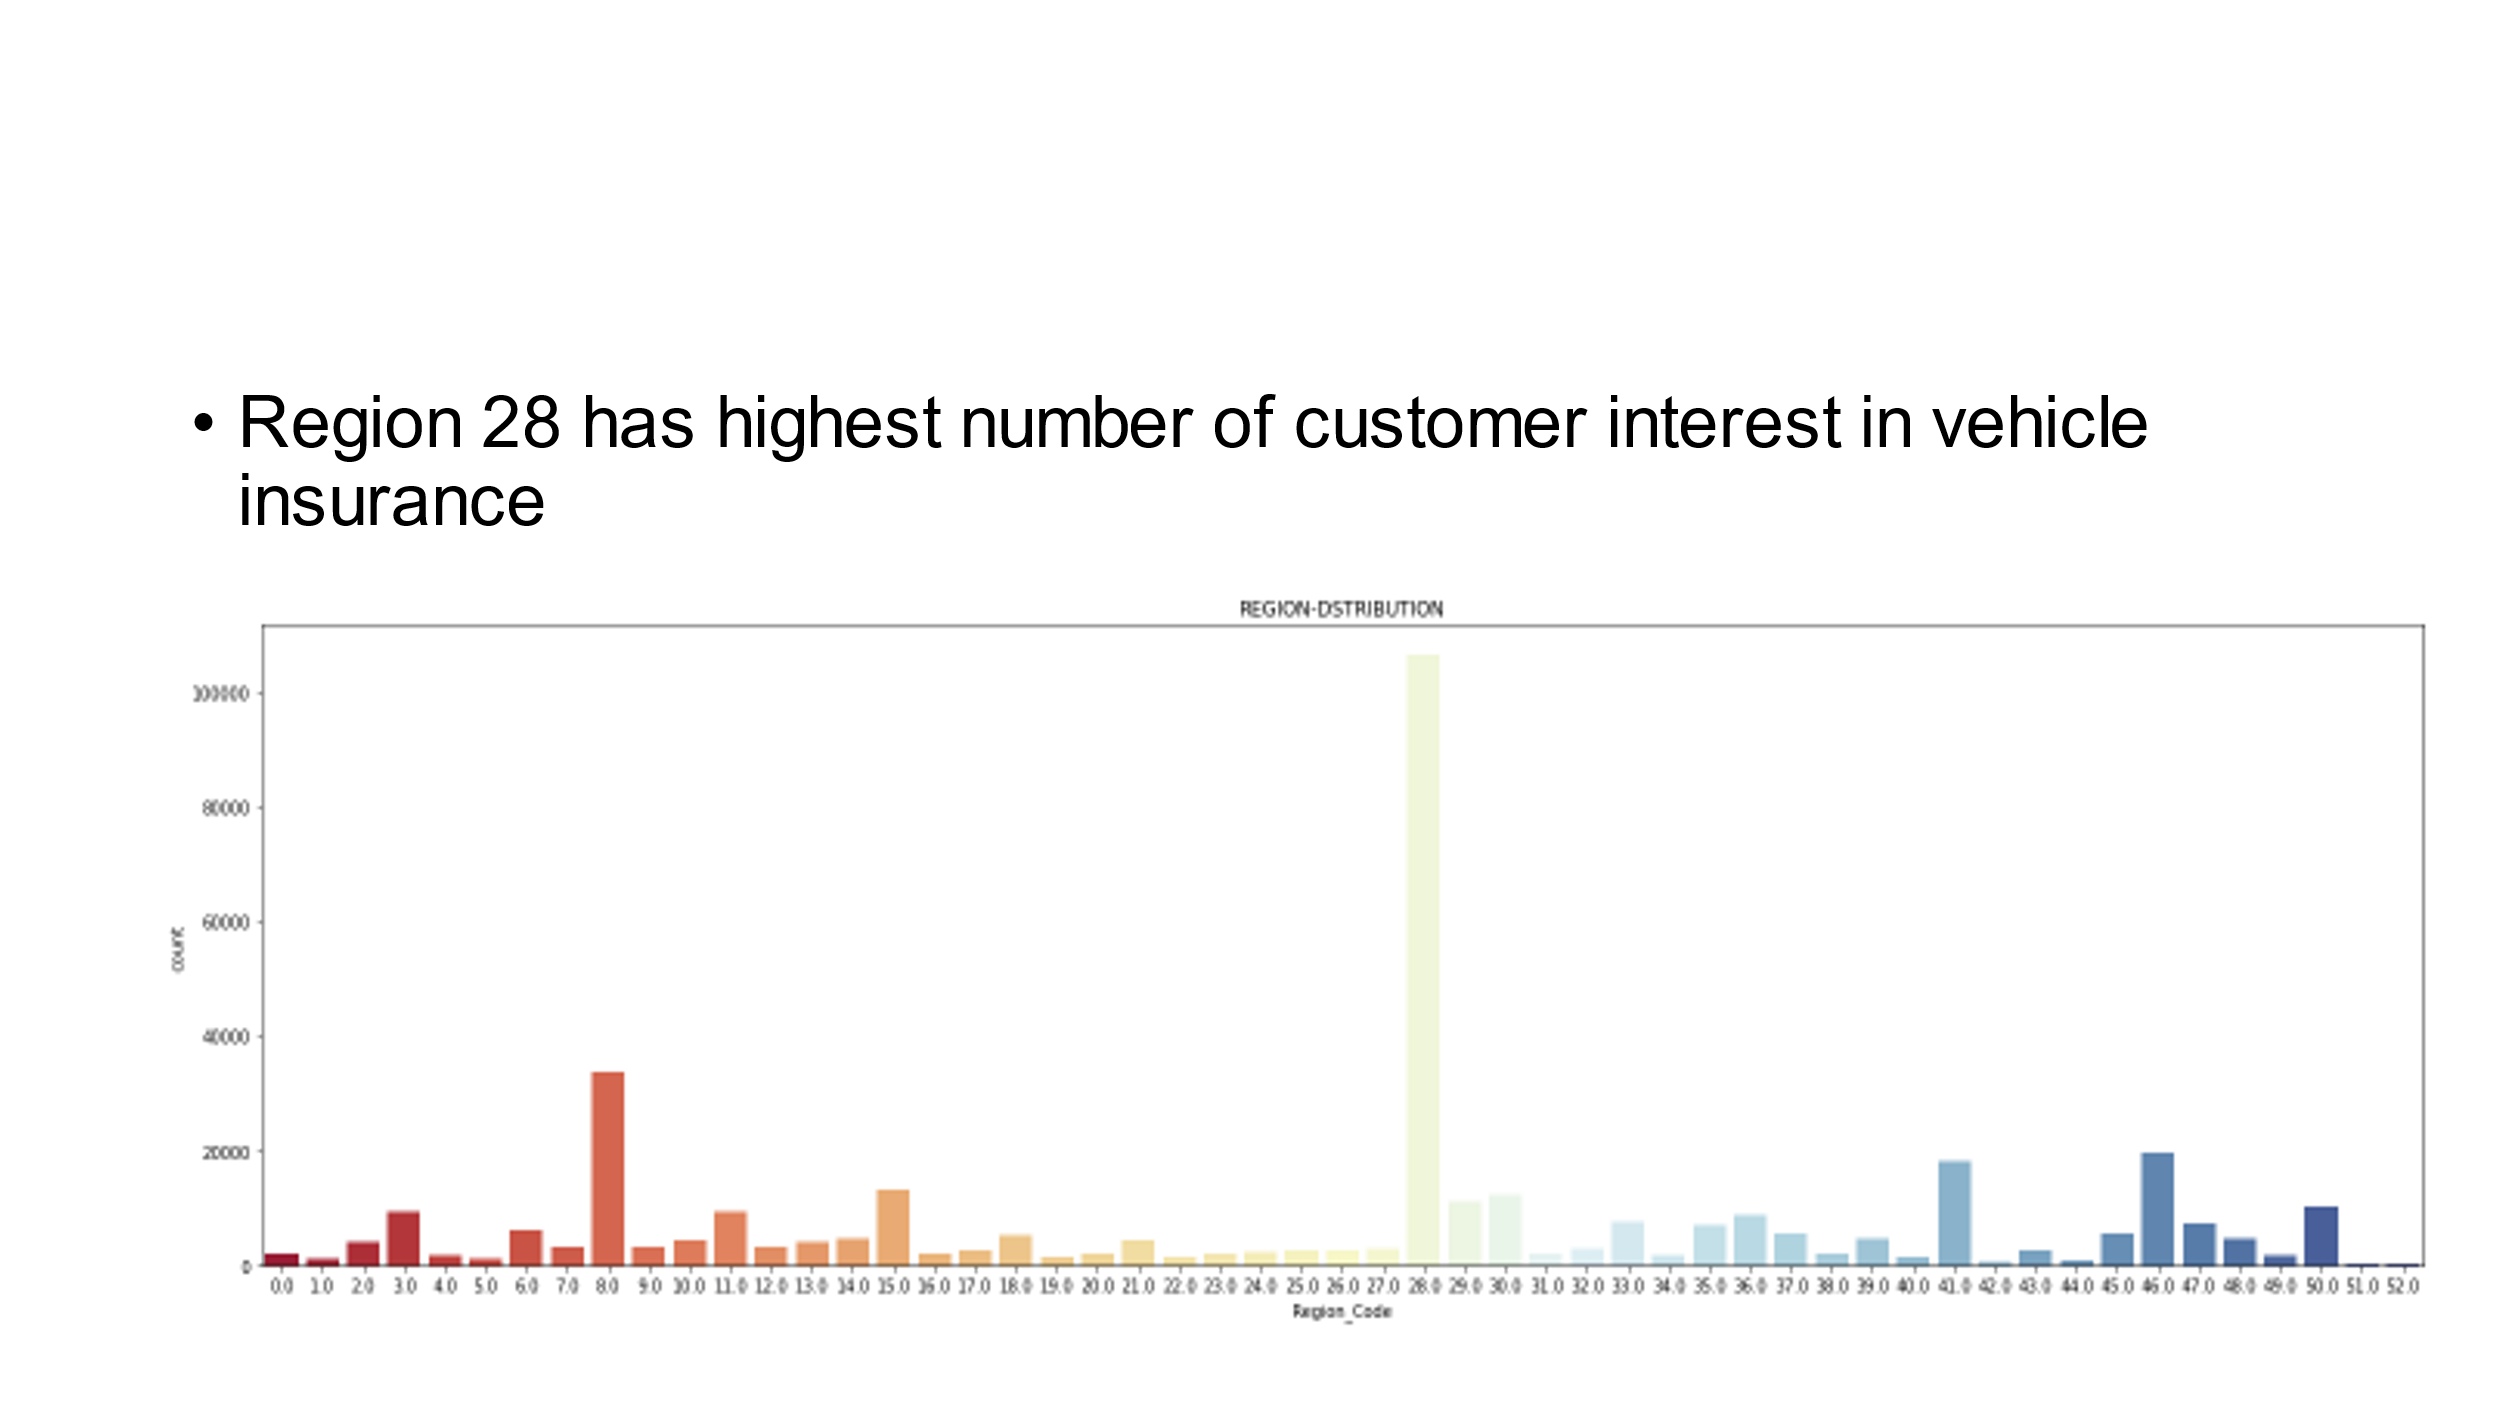 • Region 28 has highest number of customer interest in vehicle
insurance
REGION-DSTRIBUTION
100000
80000
60000
40000
20000
0
count
0.0 1.0 2.0 3.0 4.0 5.0 6.0 7.0 8.0 9.0 10.0 11.0 12.0 13.0 14.0 15.0 16.0 17.0 18.0 19.0 20.0 21.0 22.0 23.0 24.0 25.0 26.0 27.0 28.0 29.0 30.0 31.0 32.0 33.0 34.0 35.0 36.0 37.0 38.0 39.0 40.0 41.0 42.0 43.0 44.0 45.0 46.0 47.0 48.0 49.0 50.0 51.0 52.0
Region_Code